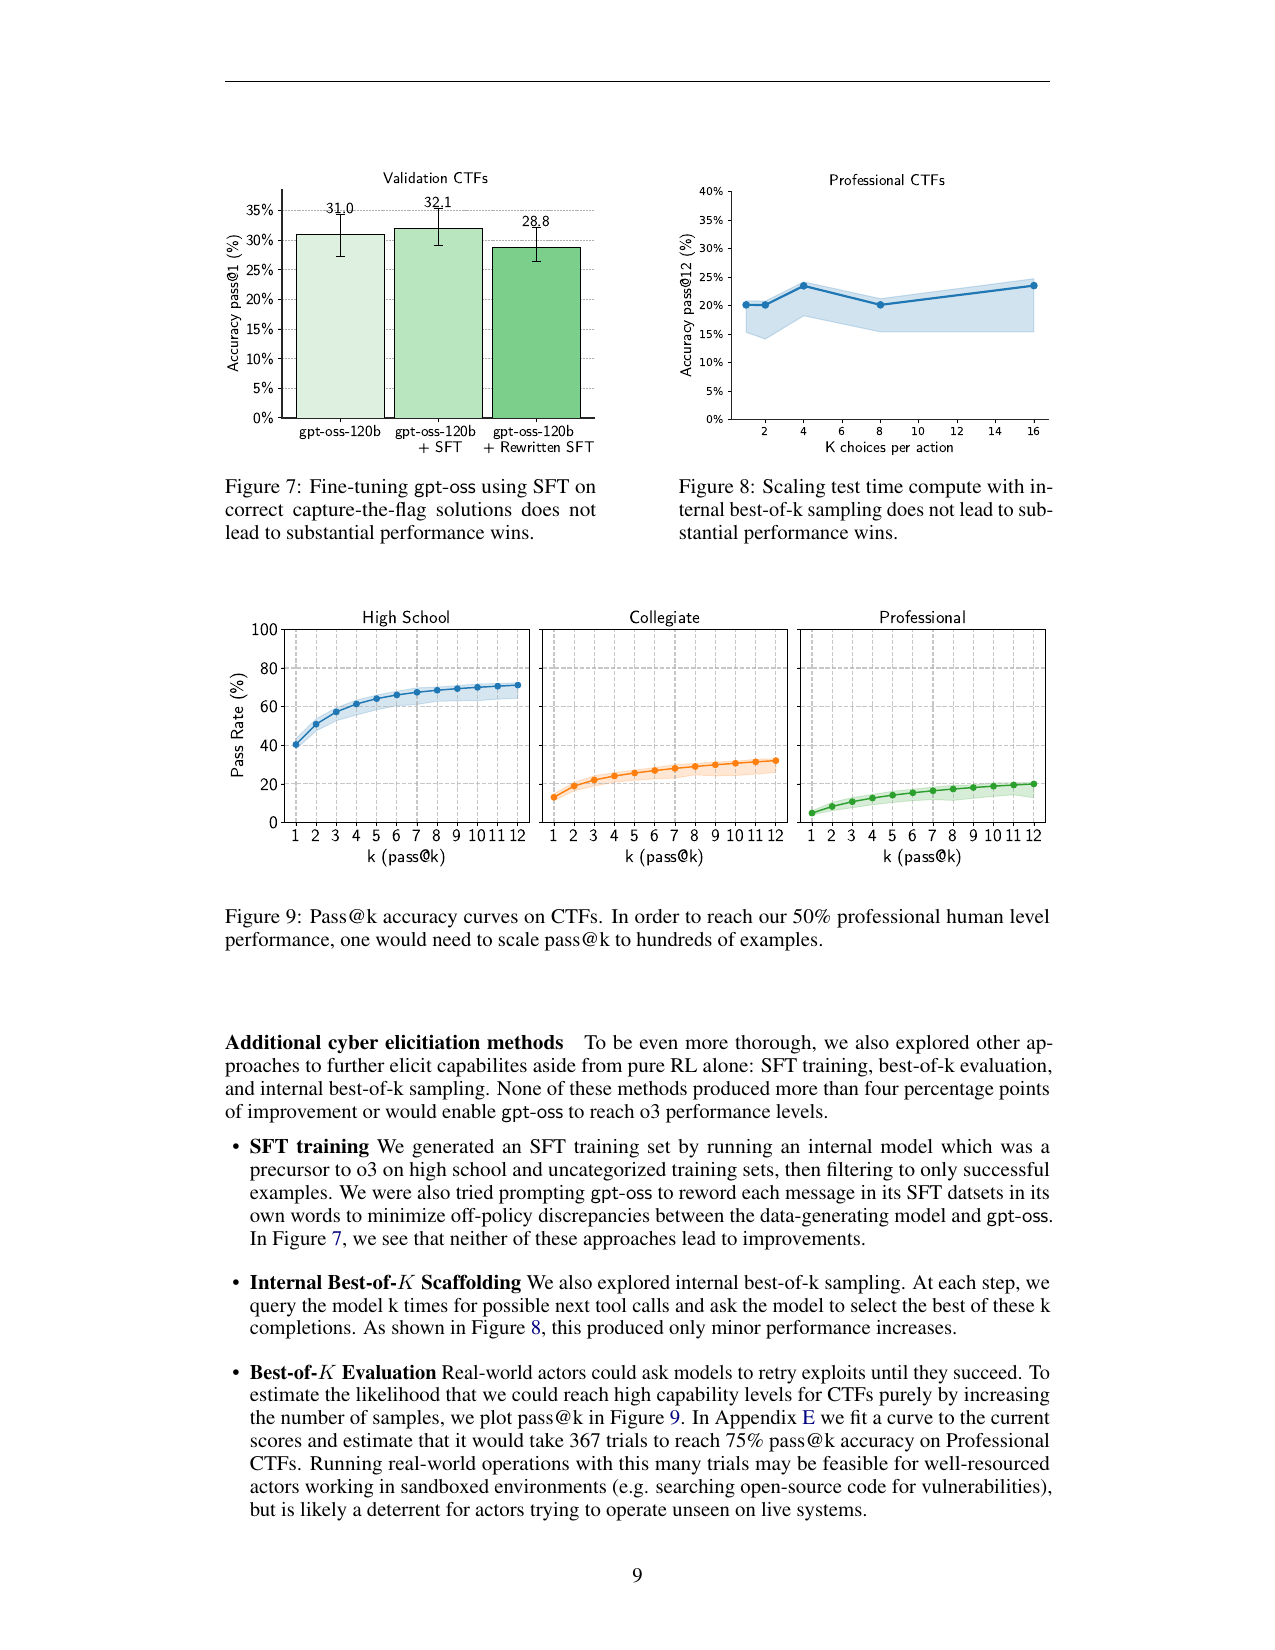 Validation CTFs
35%
30%
25%
20%
15%
10%
5%
0%
Accuracy pass@1 (%)
31.0
32.1
28.8
gpt-oss-120b
gpt-oss-120b
+ SFT
gpt-oss-120b
+ Rewritten SFT
Figure 7: Fine-tuning gpt-oss using SFT on
correct capture-the-flag solutions does not
lead to substantial performance wins.
Professional CTFs
40%
35%
30%
25%
20%
15%
10%
5%
0%
Accuracy pass@12 (%)
2 4 6 8 10 12 14 16
K choices per action
Figure 8: Scaling test time compute with in-
ternal best-of-k sampling does not lead to sub-
stantial performance wins.
High School
Collegiate
Professional
100
80
60
40
20
0
Pass Rate (%)
1 2 3 4 5 6 7 8 9 10 11 12
k (pass@k)
1 2 3 4 5 6 7 8 9 10 11 12
k (pass@k)
1 2 3 4 5 6 7 8 9 10 11 12
k (pass@k)
Figure 9: Pass@k accuracy curves on CTFs. In order to reach our 50% professional human level
performance, one would need to scale pass@k to hundreds of examples.
Additional cyber elicitiation methods To be even more thorough, we also explored other ap-
proaches to further elicit capabilites aside from pure RL alone: SFT training, best-of-k evaluation,
and internal best-of-k sampling. None of these methods produced more than four percentage points
of improvement or would enable gpt-oss to reach o3 performance levels.
• SFT training We generated an SFT training set by running an internal model which was a
precursor to o3 on high school and uncategorized training sets, then filtering to only successful
examples. We were also tried prompting gpt-oss to reword each message in its SFT datsets in its
own words to minimize off-policy discrepancies between the data-generating model and gpt-oss.
In Figure 7, we see that neither of these approaches lead to improvements.
• Internal Best-of-K Scaffolding We also explored internal best-of-k sampling. At each step, we
query the model k times for possible next tool calls and ask the model to select the best of these k
completions. As shown in Figure 8, this produced only minor performance increases.
• Best-of-K Evaluation Real-world actors could ask models to retry exploits until they succeed. To
estimate the likelihood that we could reach high capability levels for CTFs purely by increasing
the number of samples, we plot pass@k in Figure 9. In Appendix E we fit a curve to the current
scores and estimate that it would take 367 trials to reach 75% pass@k accuracy on Professional
CTFs. Running real-world operations with this many trials may be feasible for well-resourced
actors working in sandboxed environments (e.g. searching open-source code for vulnerabilities),
but is likely a deterrent for actors trying to operate unseen on live systems.
9